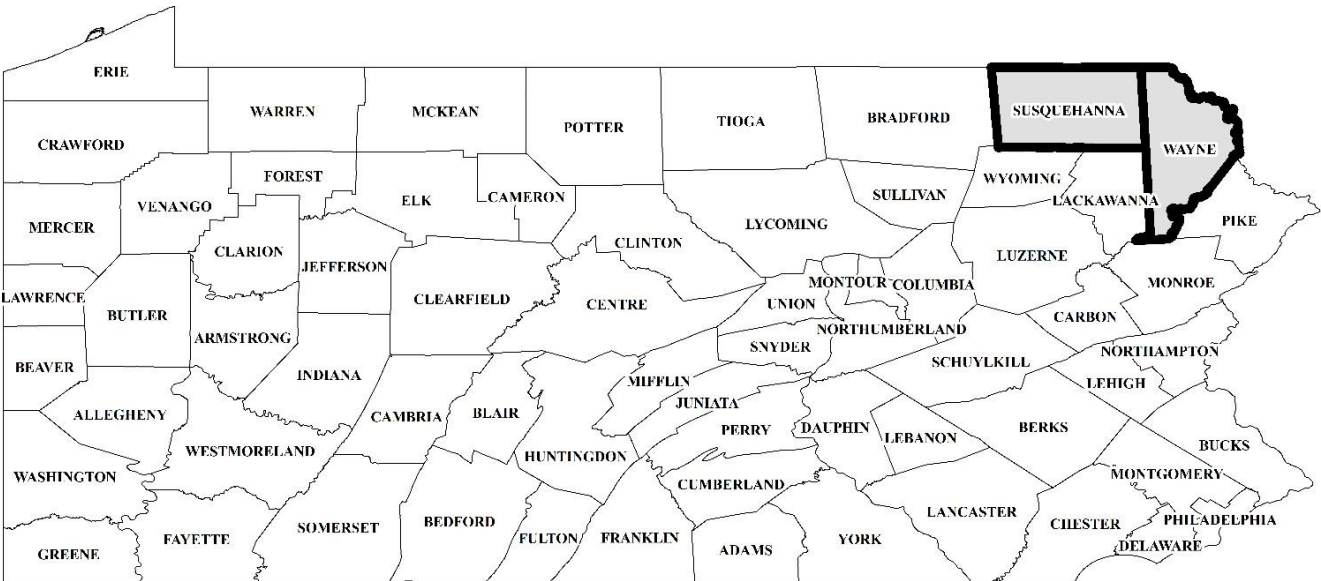 ERIE
WARREN
MCKEAN
POTTER
TIOGA
BRADFORD
SUSQUEHANNA
WAYNE
CRAWFORD
FOREST
ELK
CAMERON
SULLIVAN
WYOMING
LACKAWANNA
PIKE
MERCER
VENANGO
CLARION
JEFFERSON
CLINTON
LYCOMING
LUZERNE
MONROE
LAWRENCE
BUTLER
CLEARFIELD
CENTRE
UNION
MONTOUR
COLUMBIA
CARBON
ARMSTRONG
NORTHUMBERLAND
SNYDER
SCHUYLKILL
NORTHAMPTON
BEAVER
INDIANA
MIFFLIN
LEHIGH
ALLEGHENY
CAMBRIA
BLAIR
JUNIATA
PERRY
DAUPHIN
LEBANON
BERKS
BUCKS
WESTMORELAND
HUNTINGDON
WASHINGTON
CUMBERLAND
MONTGOMERY
GREENE
FAYETTE
SOMERSET
BEDFORD
FULTON
FRANKLIN
ADAMS
YORK
LANCASTER
CHESTER
PHILADELPHIA
DELAWARE